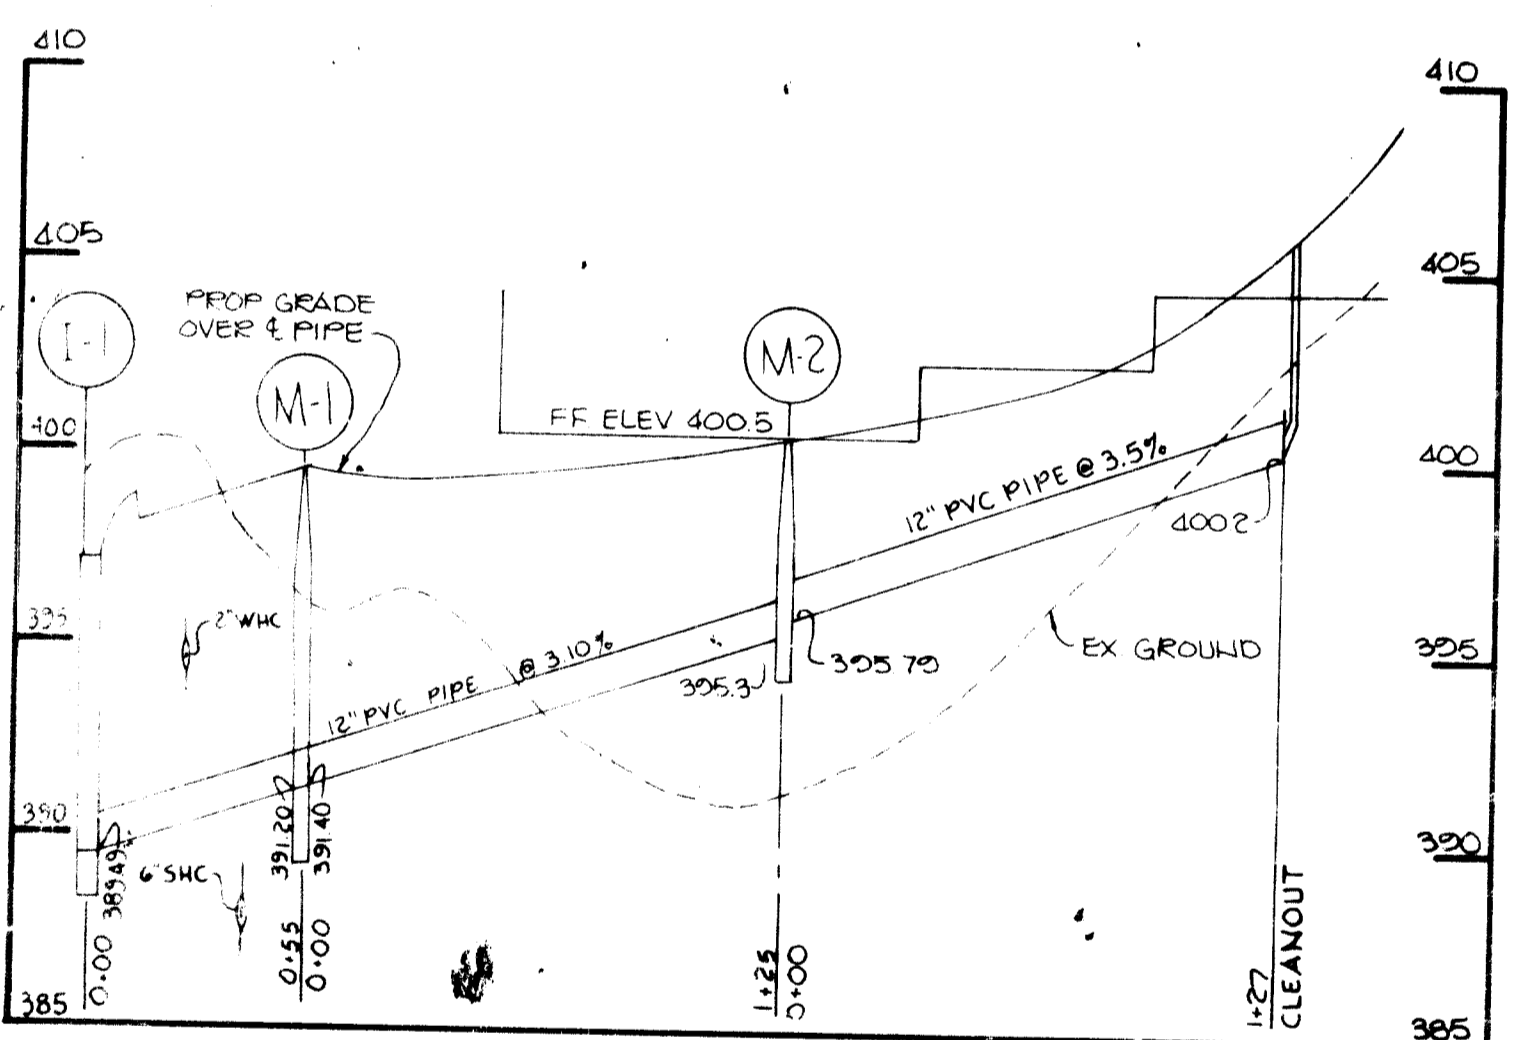 410
410
405
405
I-1
PROP GRADE
OVER ℄ PIPE
M-1
M-2
400
FF ELEV 400.5
12" PVC PIPE @ 3.5%
400
4002
395
2" WHC
12" PVC PIPE @ 3.10%
395.3
395 79
EX GROUND
395
390
389.49
6" SHC
391.20
391.40
390
0+00
0+55
0+00
1+25
0+00
1+27
CLEANOUT
385
385